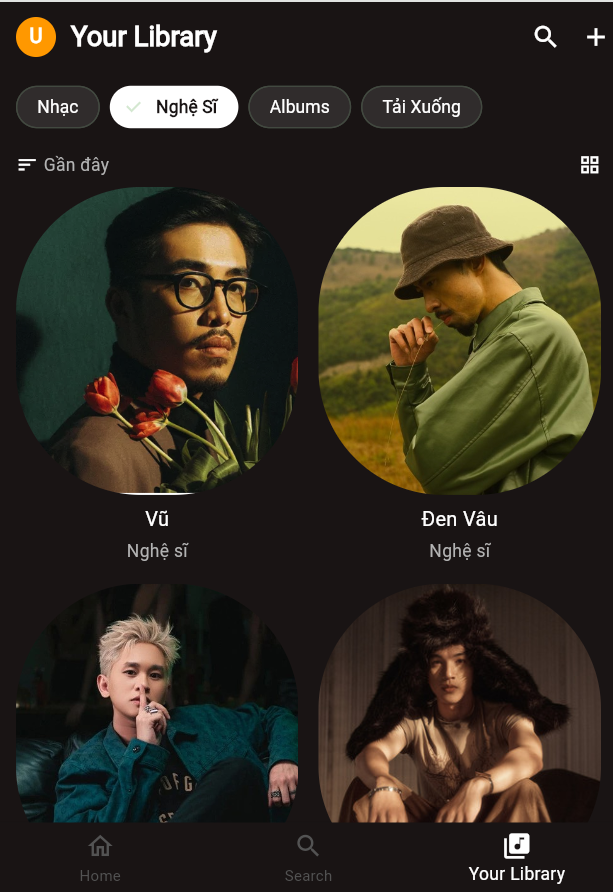 U Your Library
Nhạc Nghệ Sĩ Albums Tải Xuống
Gần đây
Vũ Đen Vâu
Nghệ sĩ Nghệ sĩ
Home Search Your Library